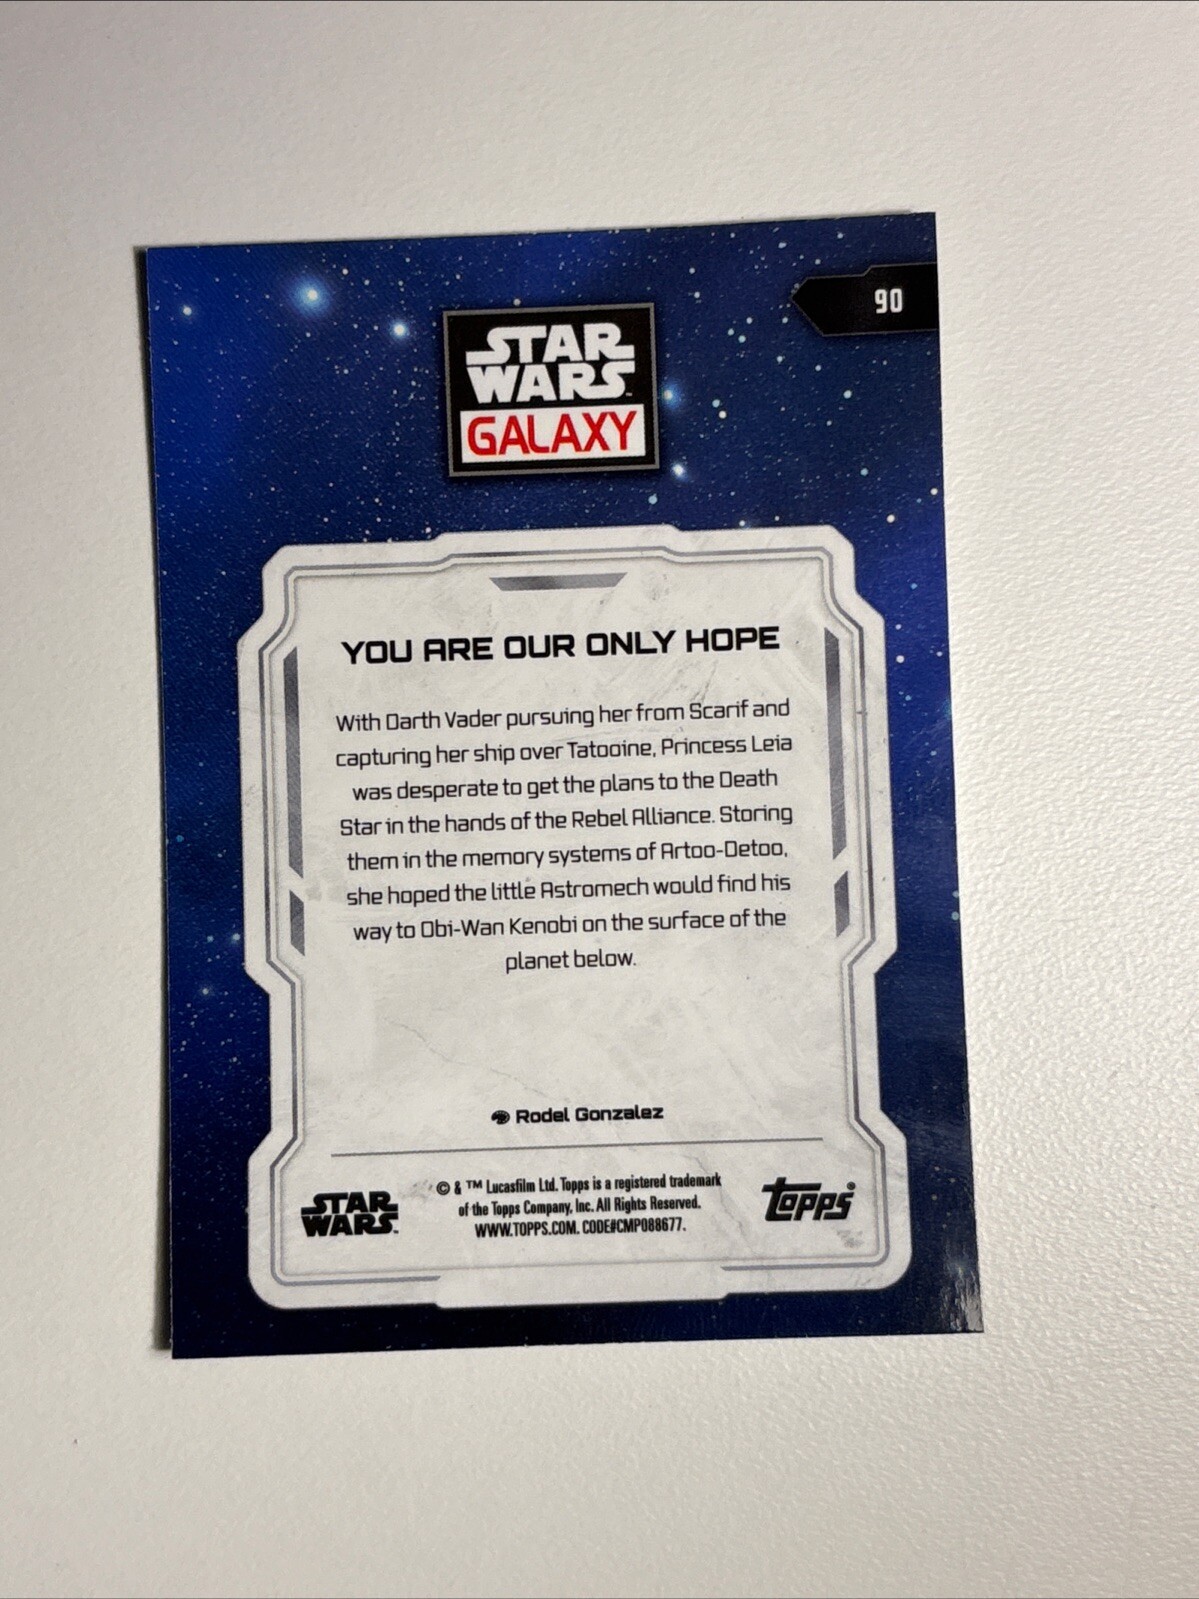 90
STAR
WARS™
GALAXY
YOU ARE OUR ONLY HOPE
With Darth Vader pursuing her from Scarif and
capturing her ship over Tatooine, Princess Leia
was desperate to get the plans to the Death
Star in the hands of the Rebel Alliance. Storing
them in the memory systems of Artoo-Detoo,
she hoped the little Astromech would find his
way to Obi-Wan Kenobi on the surface of the
planet below.
Rodel Gonzalez
STAR
WARS™
© & ™ Lucasfilm Ltd. Topps is a registered trademark
of the Topps Company, Inc. All Rights Reserved.
WWW.TOPPS.COM. CODE#CMP088677.
topps®